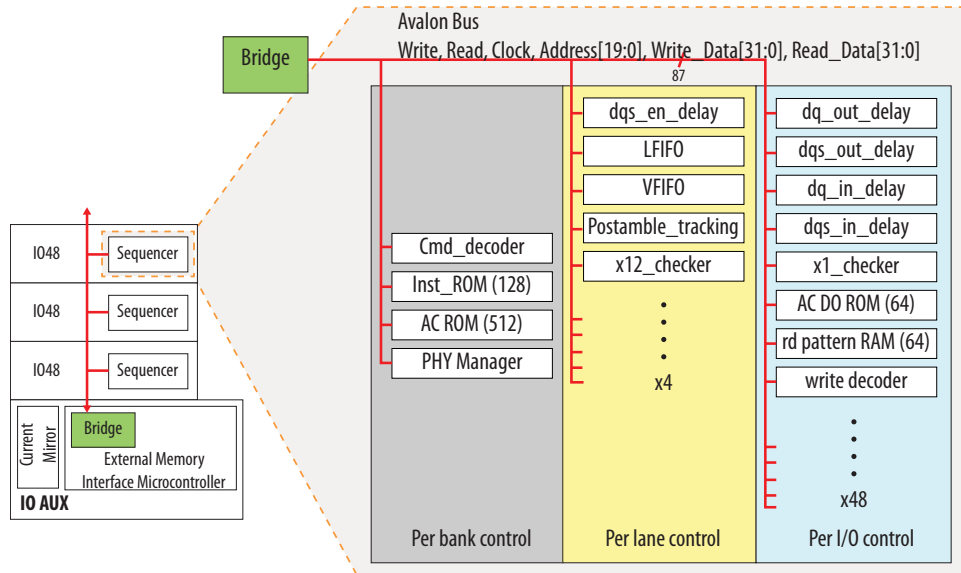 Avalon Bus
Write, Read, Clock, Address[19:0], Write_Data[31:0], Read_Data[31:0]
87
Bridge
dqs_en_delay
LFIFO
VFIFO
Postamble_tracking
x12_checker
x4
dq_out_delay
dqs_out_delay
dq_in_delay
dqs_in_delay
x1_checker
AC DO ROM (64)
rd pattern RAM (64)
write decoder
x48
Cmd_decoder
Inst_ROM (128)
AC ROM (512)
PHY Manager
Per bank control
Per lane control
Per I/O control
IO48
Sequencer
IO48
Sequencer
IO48
Sequencer
Current
Mirror
Bridge
External Memory
Interface Microcontroller
IO AUX